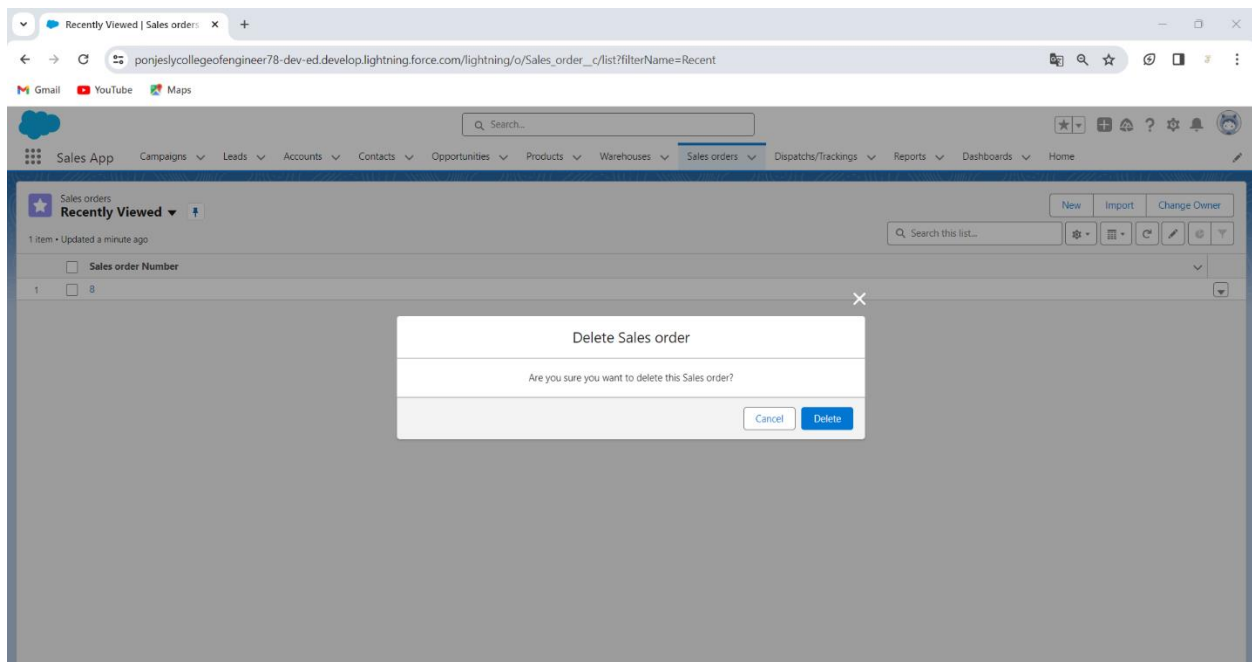 Recently Viewed | Sales orders
ponjeslycollegeofengineer78-dev-ed.develop.lightning.force.com/lightning/o/Sales_order__c/list?filterName=Recent
Gmail YouTube Maps
Search...
Sales App Campaigns Leads Accounts Contacts Opportunities Products Warehouses Sales orders Dispatchs/Trackings Reports Dashboards Home
Sales orders
Recently Viewed
New Import Change Owner
1 item • Updated a minute ago
Search this list...
Sales order Number
1 8
Delete Sales order
Are you sure you want to delete this Sales order?
Cancel Delete